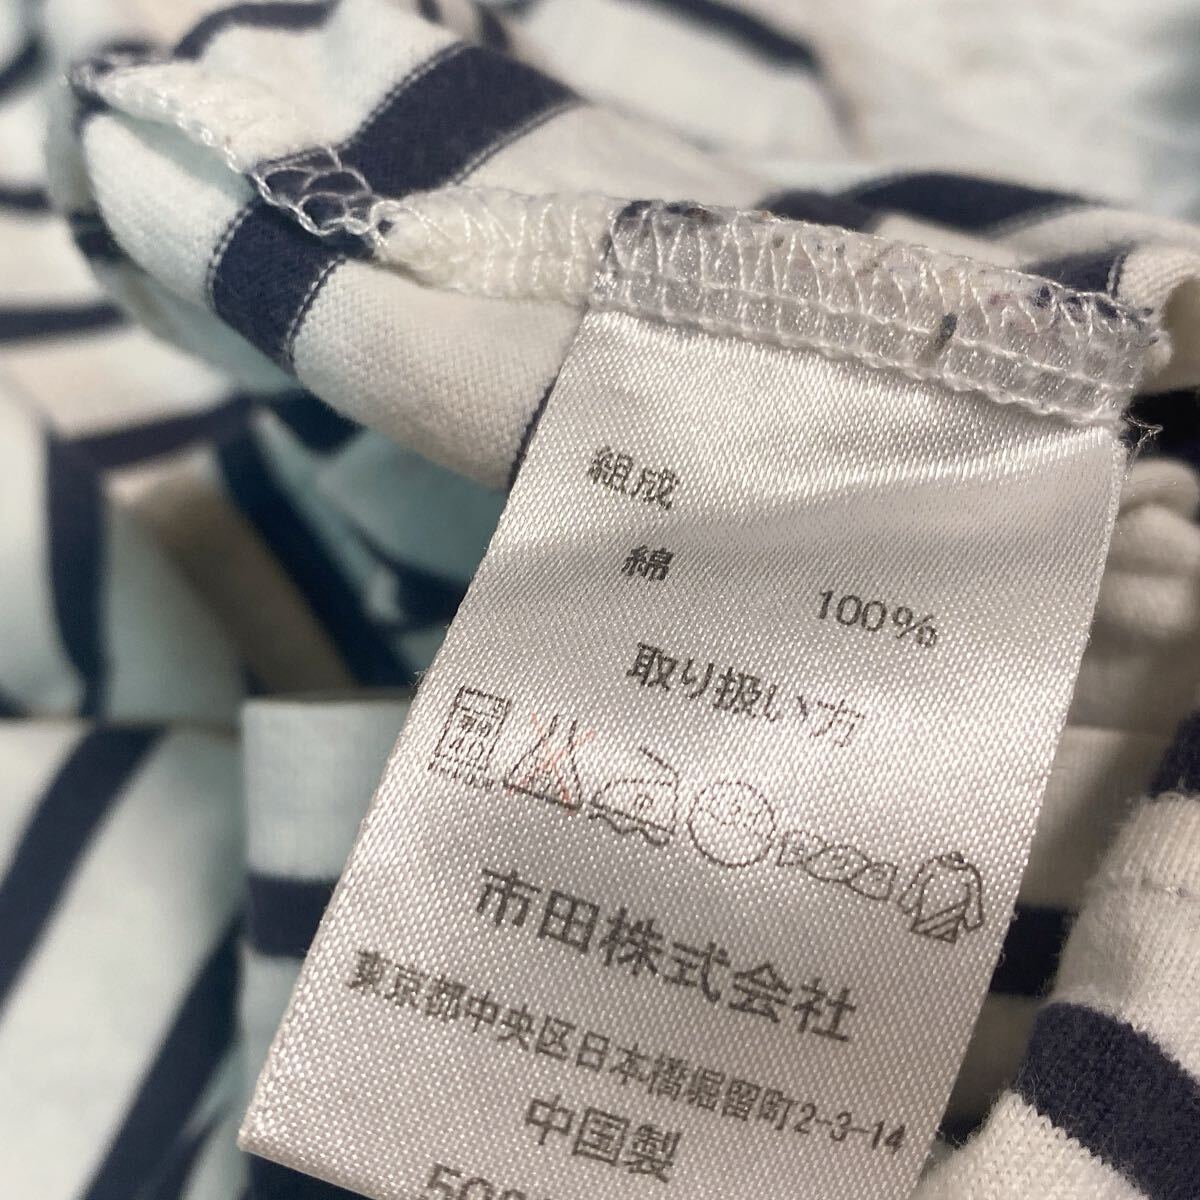 組成
綿 100%
取り扱い方
40
市田株式会社
東京都中央区日本橋堀留町2-3-14
中国製